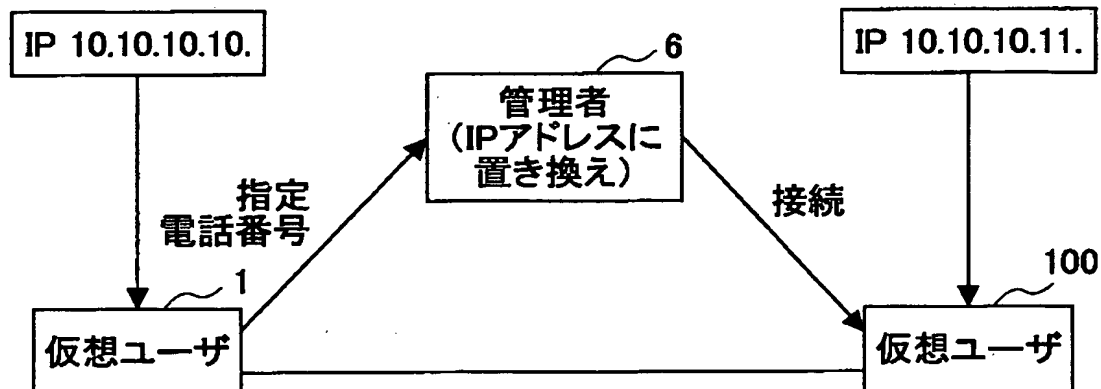 IP 10.10.10.10.
IP 10.10.10.11.
6
管理者
(IPアドレスに
置き換え)
指定
電話番号
接続
1
100
仮想ユーザ
仮想ユーザ